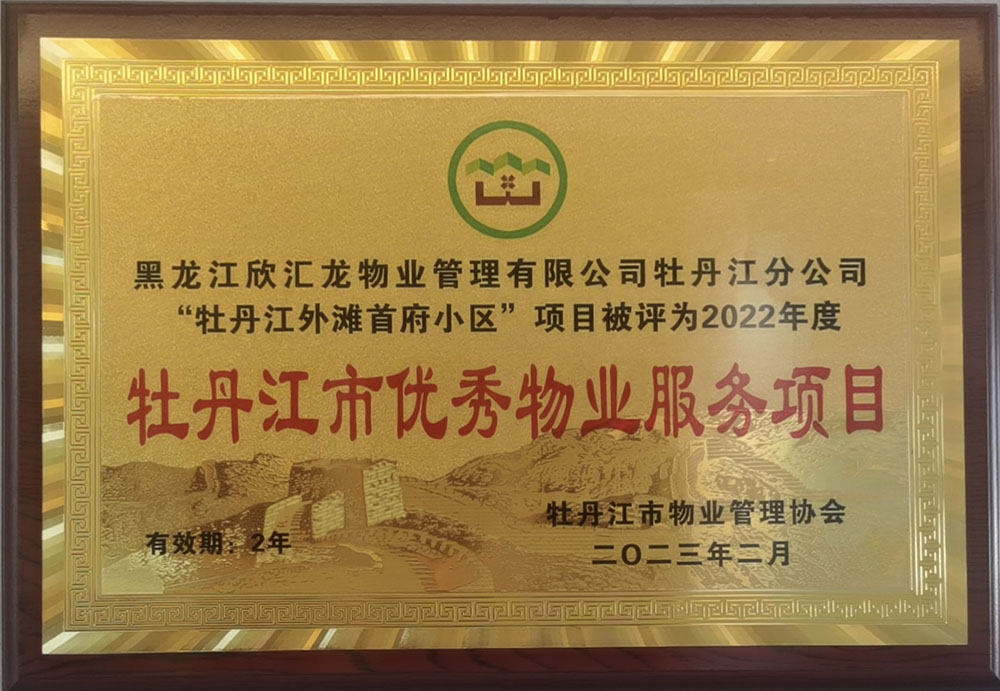 黑龙江欣汇龙物业管理有限公司牡丹江分公司
“牡丹江外滩首府小区”项目被评为2022年度
牡丹江市优秀物业服务项目
牡丹江市物业管理协会
有效期：2年
二〇二三年二月